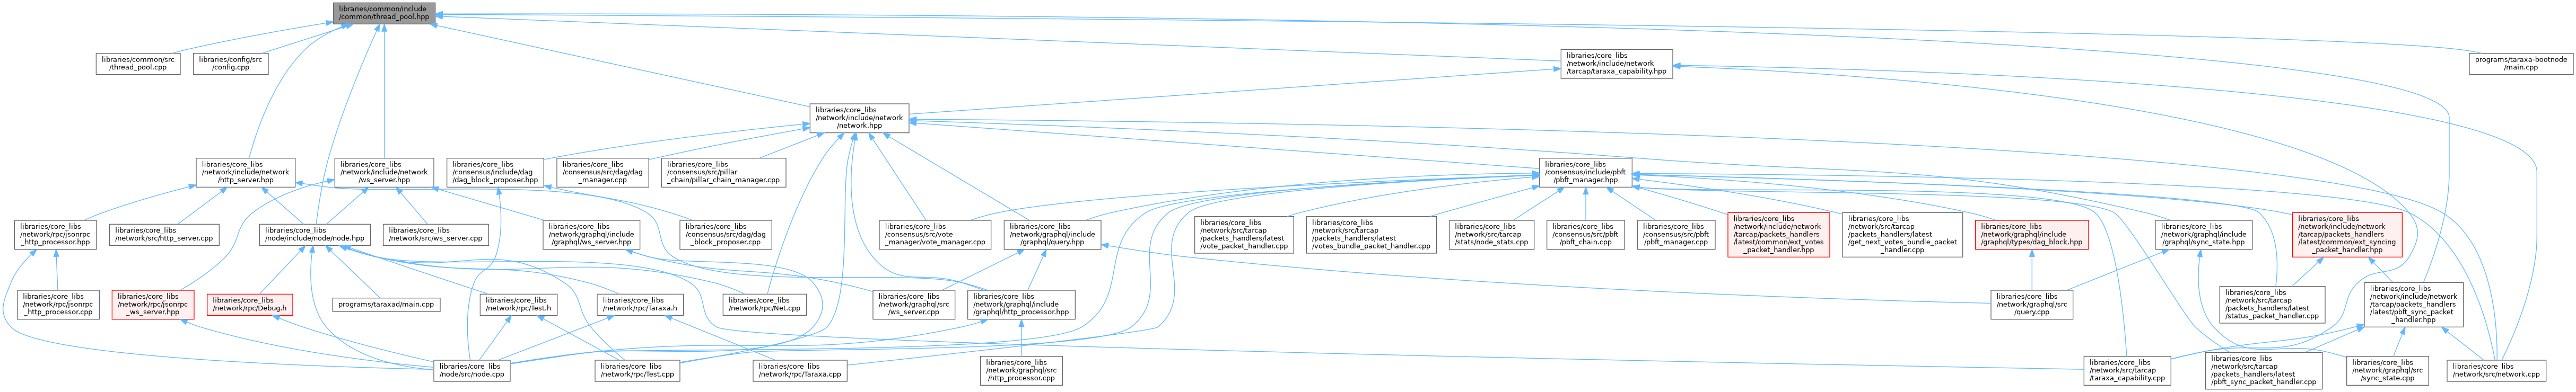 libraries/common/include
/common/thread_pool.hpp
libraries/common/src
/thread_pool.cpp
libraries/config/src
/config.cpp
libraries/core_libs
/network/include/network
/tarcap/taraxa_capability.hpp
programs/taraxa-bootnode
/main.cpp
libraries/core_libs
/network/include/network
/network.hpp
libraries/core_libs
/network/include/network
/http_server.hpp
libraries/core_libs
/network/include/network
/ws_server.hpp
libraries/core_libs
/consensus/include/dag
/dag_block_proposer.hpp
libraries/core_libs
/consensus/src/dag/dag
_manager.cpp
libraries/core_libs
/consensus/src/pillar
_chain/pillar_chain_manager.cpp
libraries/core_libs
/consensus/include/pbft
/pbft_manager.hpp
libraries/core_libs
/network/rpc/jsonrpc
_http_processor.hpp
libraries/core_libs
/network/src/http_server.cpp
libraries/core_libs
/node/include/node/node.hpp
libraries/core_libs
/network/src/ws_server.cpp
libraries/core_libs
/network/graphql/include
/graphql/ws_server.hpp
libraries/core_libs
/consensus/src/dag/dag
_block_proposer.cpp
libraries/core_libs
/consensus/src/vote
_manager/vote_manager.cpp
libraries/core_libs
/network/graphql/include
/graphql/query.hpp
libraries/core_libs
/network/src/tarcap
/packets_handlers/latest
/vote_packet_handler.cpp
libraries/core_libs
/network/src/tarcap
/packets_handlers/latest
/votes_bundle_packet_handler.cpp
libraries/core_libs
/network/src/tarcap
/stats/node_stats.cpp
libraries/core_libs
/consensus/src/pbft
/pbft_chain.cpp
libraries/core_libs
/consensus/src/pbft
/pbft_manager.cpp
libraries/core_libs
/network/include/network
/tarcap/packets_handlers
/latest/common/ext_votes
_packet_handler.hpp
libraries/core_libs
/network/src/tarcap
/packets_handlers/latest
/get_next_votes_bundle_packet
_handler.cpp
libraries/core_libs
/network/graphql/include
/graphql/types/dag_block.hpp
libraries/core_libs
/network/graphql/include
/graphql/sync_state.hpp
libraries/core_libs
/network/include/network
/tarcap/packets_handlers
/latest/common/ext_syncing
_packet_handler.hpp
libraries/core_libs
/network/rpc/jsonrpc
_http_processor.cpp
libraries/core_libs
/network/rpc/jsonrpc
_ws_server.hpp
libraries/core_libs
/network/rpc/Debug.h
programs/taraxad/main.cpp
libraries/core_libs
/network/rpc/Test.h
libraries/core_libs
/network/rpc/Taraxa.h
libraries/core_libs
/network/rpc/Net.cpp
libraries/core_libs
/network/graphql/src
/ws_server.cpp
libraries/core_libs
/network/graphql/include
/graphql/http_processor.hpp
libraries/core_libs
/network/graphql/src
/query.cpp
libraries/core_libs
/network/src/tarcap
/packets_handlers/latest
/status_packet_handler.cpp
libraries/core_libs
/network/include/network
/tarcap/packets_handlers
/latest/pbft_sync_packet
_handler.hpp
libraries/core_libs
/node/src/node.cpp
libraries/core_libs
/network/rpc/Test.cpp
libraries/core_libs
/network/rpc/Taraxa.cpp
libraries/core_libs
/network/graphql/src
/http_processor.cpp
libraries/core_libs
/network/src/tarcap
/taraxa_capability.cpp
libraries/core_libs
/network/src/tarcap
/packets_handlers/latest
/pbft_sync_packet_handler.cpp
libraries/core_libs
/network/graphql/src
/sync_state.cpp
libraries/core_libs
/network/src/network.cpp